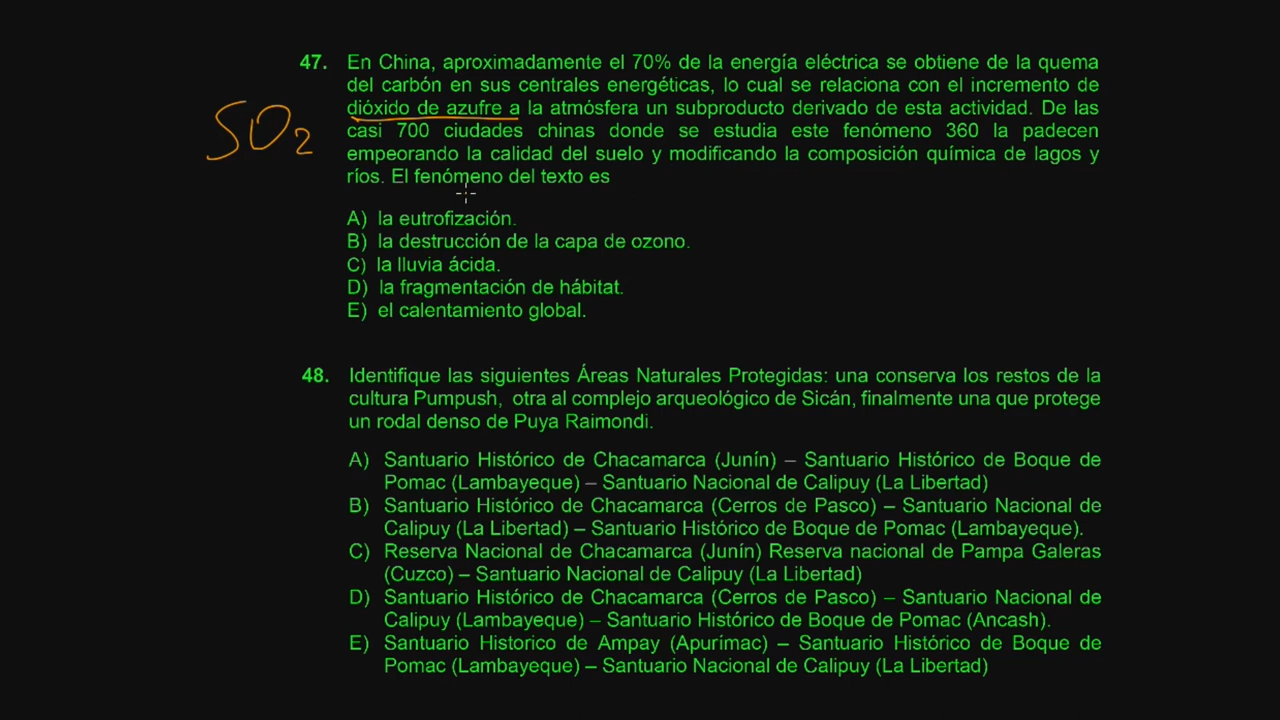 47. En China, aproximadamente el 70% de la energía eléctrica se obtiene de la quema
del carbón en sus centrales energéticas, lo cual se relaciona con el incremento de
dióxido de azufre a la atmósfera un subproducto derivado de esta actividad. De las
SO2
casi 700 ciudades chinas donde se estudia este fenómeno 360 la padecen
empeorando la calidad del suelo y modificando la composición química de lagos y
ríos. El fenómeno del texto es
A) la eutrofización.
B) la destrucción de la capa de ozono.
C) la lluvia ácida.
D) la fragmentación de hábitat.
E) el calentamiento global.
48. Identifique las siguientes Áreas Naturales Protegidas: una conserva los restos de la
cultura Pumpush, otra al complejo arqueológico de Sicán, finalmente una que protege
un rodal denso de Puya Raimondi.
A) Santuario Histórico de Chacamarca (Junín) – Santuario Histórico de Boque de
Pomac (Lambayeque) – Santuario Nacional de Calipuy (La Libertad)
B) Santuario Histórico de Chacamarca (Cerros de Pasco) – Santuario Nacional de
Calipuy (La Libertad) – Santuario Histórico de Boque de Pomac (Lambayeque).
C) Reserva Nacional de Chacamarca (Junín) Reserva nacional de Pampa Galeras
(Cuzco) – Santuario Nacional de Calipuy (La Libertad)
D) Santuario Histórico de Chacamarca (Cerros de Pasco) – Santuario Nacional de
Calipuy (Lambayeque) – Santuario Histórico de Boque de Pomac (Ancash).
E) Santuario Historico de Ampay (Apurímac) – Santuario Histórico de Boque de
Pomac (Lambayeque) – Santuario Nacional de Calipuy (La Libertad)